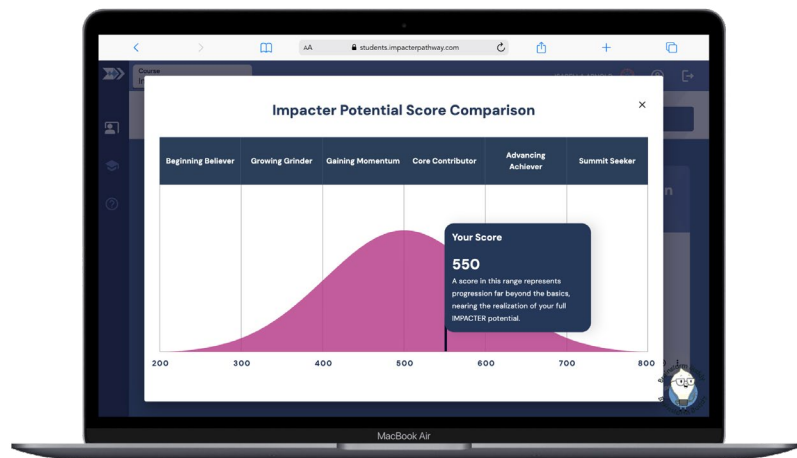 AA
students.impacterpathway.com
Course
Impacter Potential Score Comparison
Beginning Believer
Growing Grinder
Gaining Momentum
Core Contributor
Advancing
Achiever
Summit Seeker
Your Score
550
A score in this range represents
progression far beyond the basics,
nearing the realization of your full
IMPACTER potential.
200 300 400 500 600 700 800
MacBook Air